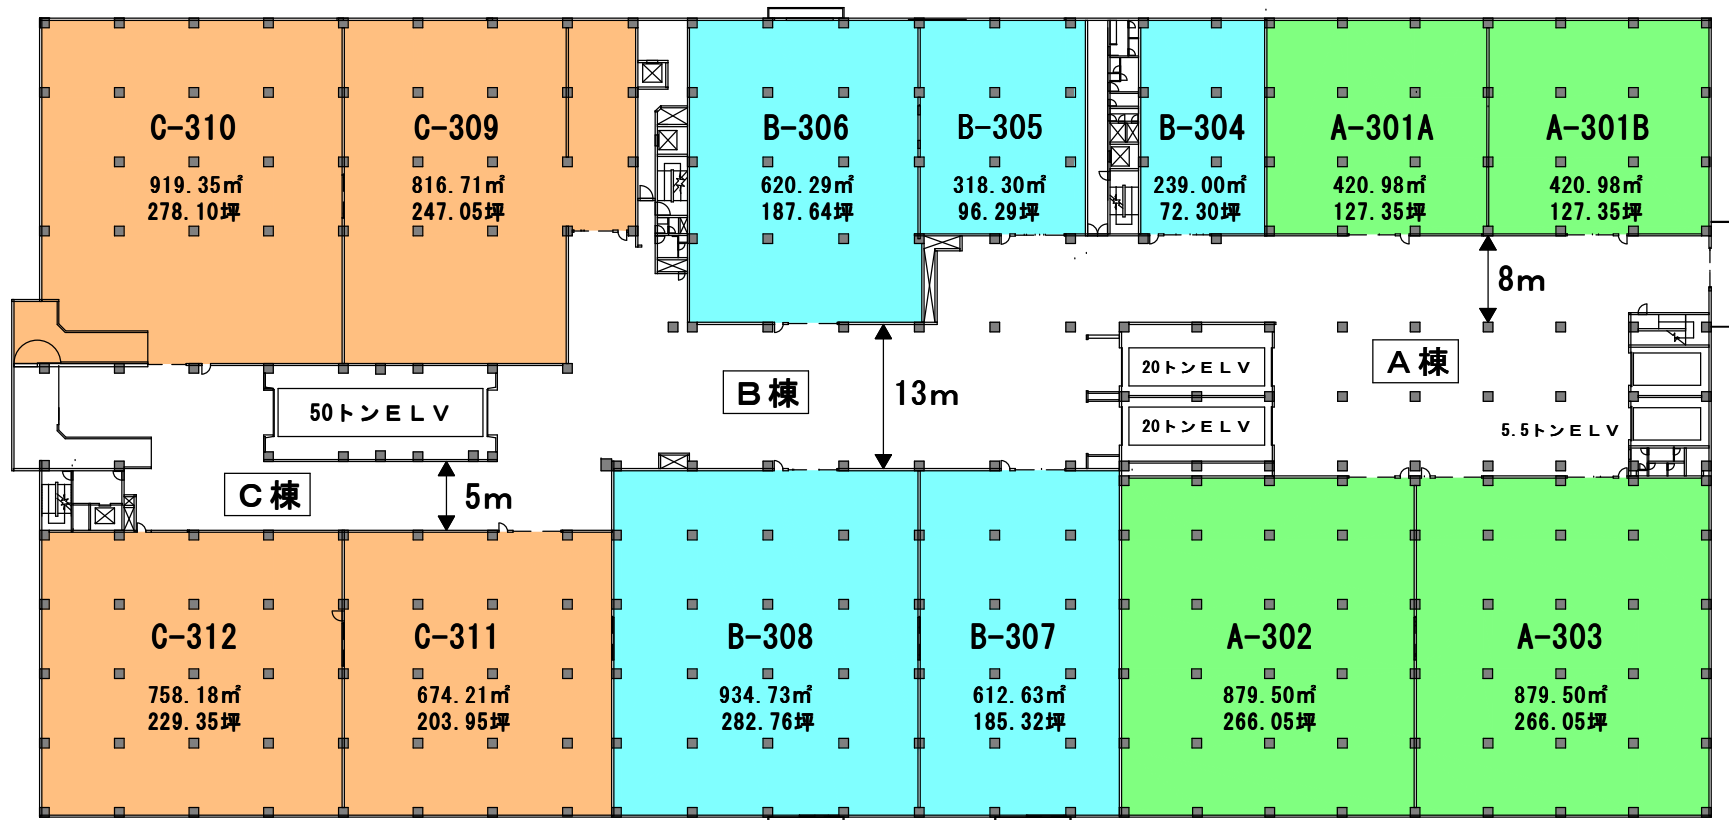 C-310
919.35㎡
278.10坪
C-309
816.71㎡
247.05坪
B-306
620.29㎡
187.64坪
B-305
318.30㎡
96.29坪
B-304
239.00㎡
72.30坪
A-301A
420.98㎡
127.35坪
A-301B
420.98㎡
127.35坪
8m
20トンELV
A棟
50トンELV
B棟
13m
20トンELV
5.5トンELV
C棟
5m
C-312
758.18㎡
229.35坪
C-311
674.21㎡
203.95坪
B-308
934.73㎡
282.76坪
B-307
612.63㎡
185.32坪
A-302
879.50㎡
266.05坪
A-303
879.50㎡
266.05坪